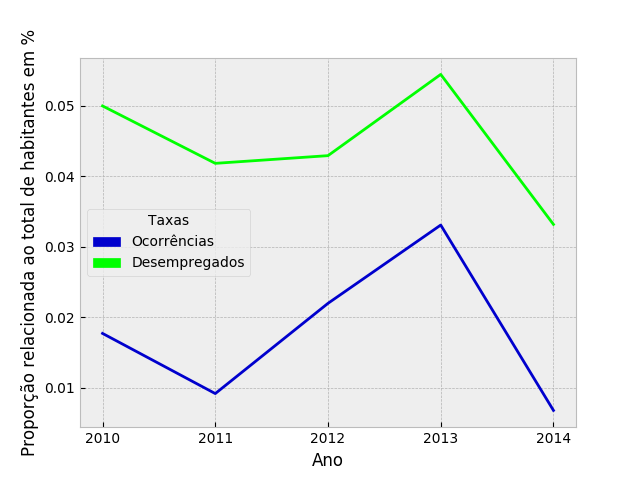 Proporção relacionada ao total de habitantes em %
0.05
0.04
0.03
0.02
0.01
Taxas
Ocorrências
Desempregados
2010 2011 2012 2013 2014
Ano